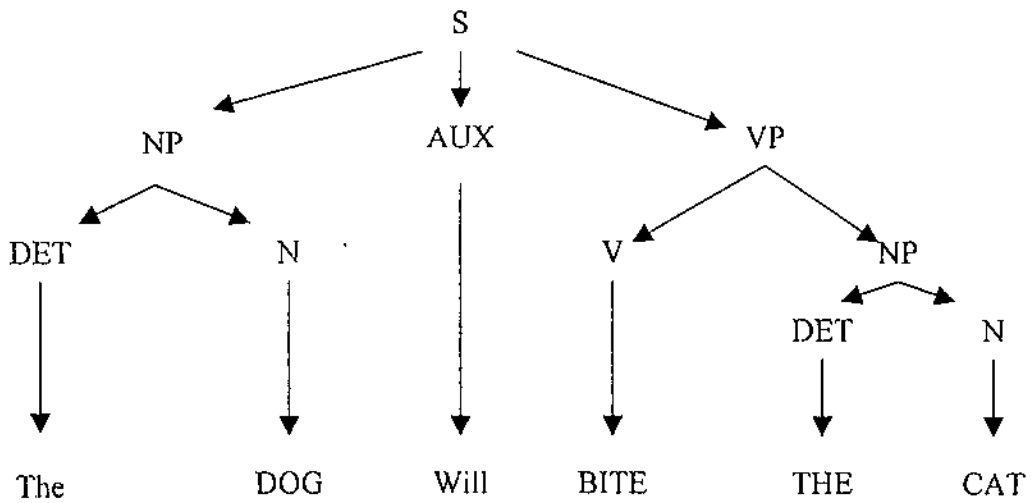 S
NP AUX VP
DET N V NP
DET N
The DOG Will BITE THE CAT